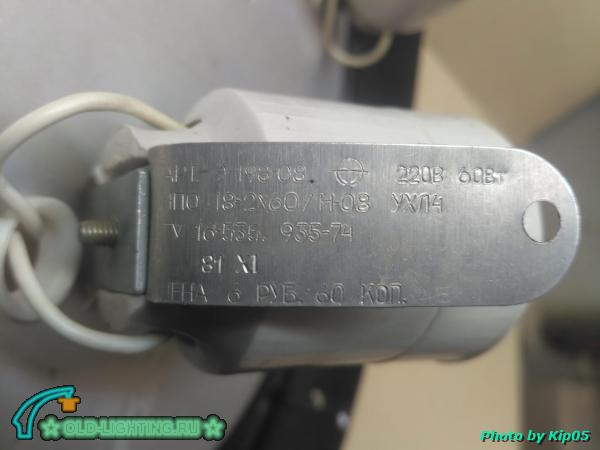 220В 60Вт
НПО 18-2Х60/Н-08 УХЛ4
ТУ 16-535. 935-74
81 XI
ЦЕНА 6 РУБ. 60 КОП.
OLD-LIGHTING.RU
Photo by Kip05